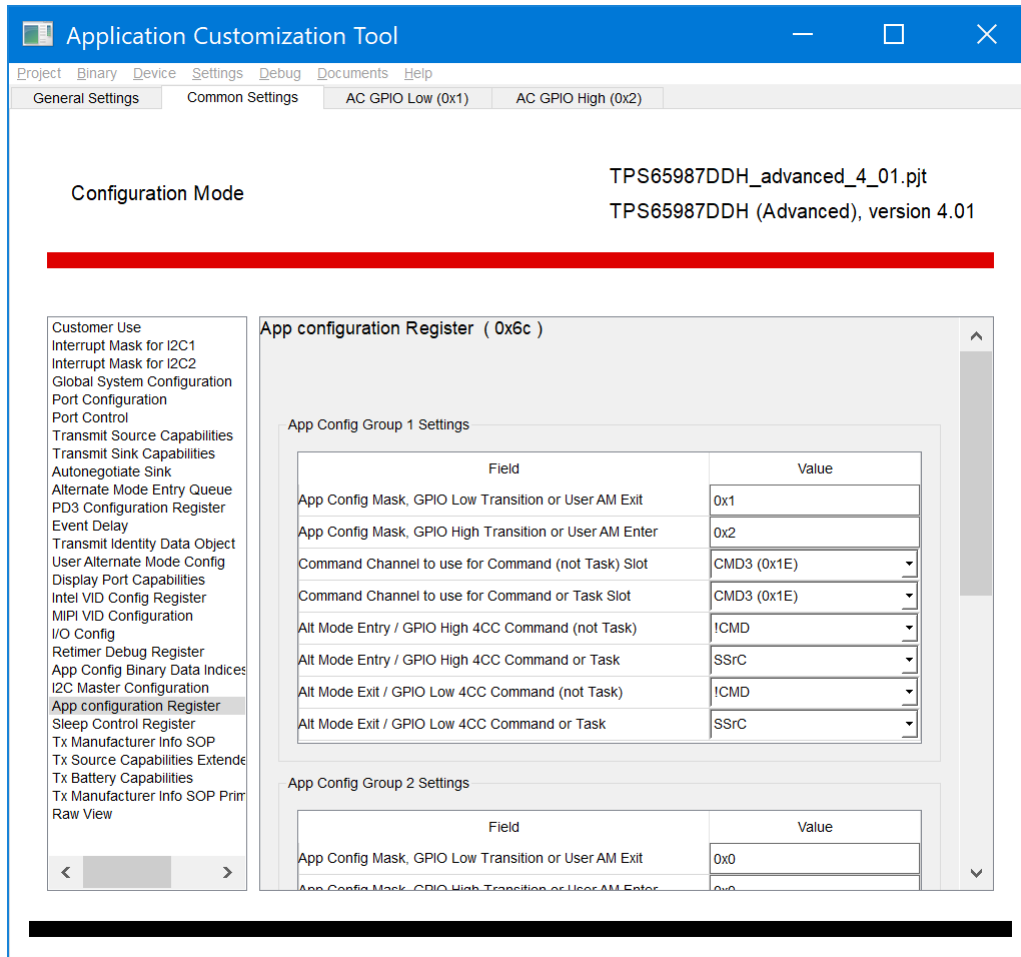 Application Customization Tool
Project Binary Device Settings Debug Documents Help
General Settings Common Settings AC GPIO Low (0x1) AC GPIO High (0x2)
Configuration Mode
TPS65987DDH_advanced_4_01.pjt
TPS65987DDH (Advanced), version 4.01
Customer Use
Interrupt Mask for I2C1
Interrupt Mask for I2C2
Global System Configuration
Port Configuration
Port Control
Transmit Source Capabilities
Transmit Sink Capabilities
Autonegotiate Sink
Alternate Mode Entry Queue
PD3 Configuration Register
Event Delay
Transmit Identity Data Object
User Alternate Mode Config
Display Port Capabilities
Intel VID Config Register
MIPI VID Configuration
I/O Config
Retimer Debug Register
App Config Binary Data Indices
I2C Master Configuration
App configuration Register
Sleep Control Register
Tx Manufacturer Info SOP
Tx Source Capabilities Extende
Tx Battery Capabilities
Tx Manufacturer Info SOP Prim
Raw View
App configuration Register ( 0x6c )
App Config Group 1 Settings
Field Value
App Config Mask, GPIO Low Transition or User AM Exit 0x1
App Config Mask, GPIO High Transition or User AM Enter 0x2
Command Channel to use for Command (not Task) Slot CMD3 (0x1E)
Command Channel to use for Command or Task Slot CMD3 (0x1E)
Alt Mode Entry / GPIO High 4CC Command (not Task) !CMD
Alt Mode Entry / GPIO High 4CC Command or Task SSrC
Alt Mode Exit / GPIO Low 4CC Command (not Task) !CMD
Alt Mode Exit / GPIO Low 4CC Command or Task SSrC
App Config Group 2 Settings
Field Value
App Config Mask, GPIO Low Transition or User AM Exit 0x0
App Config Mask, GPIO High Transition or User AM Enter 0x0